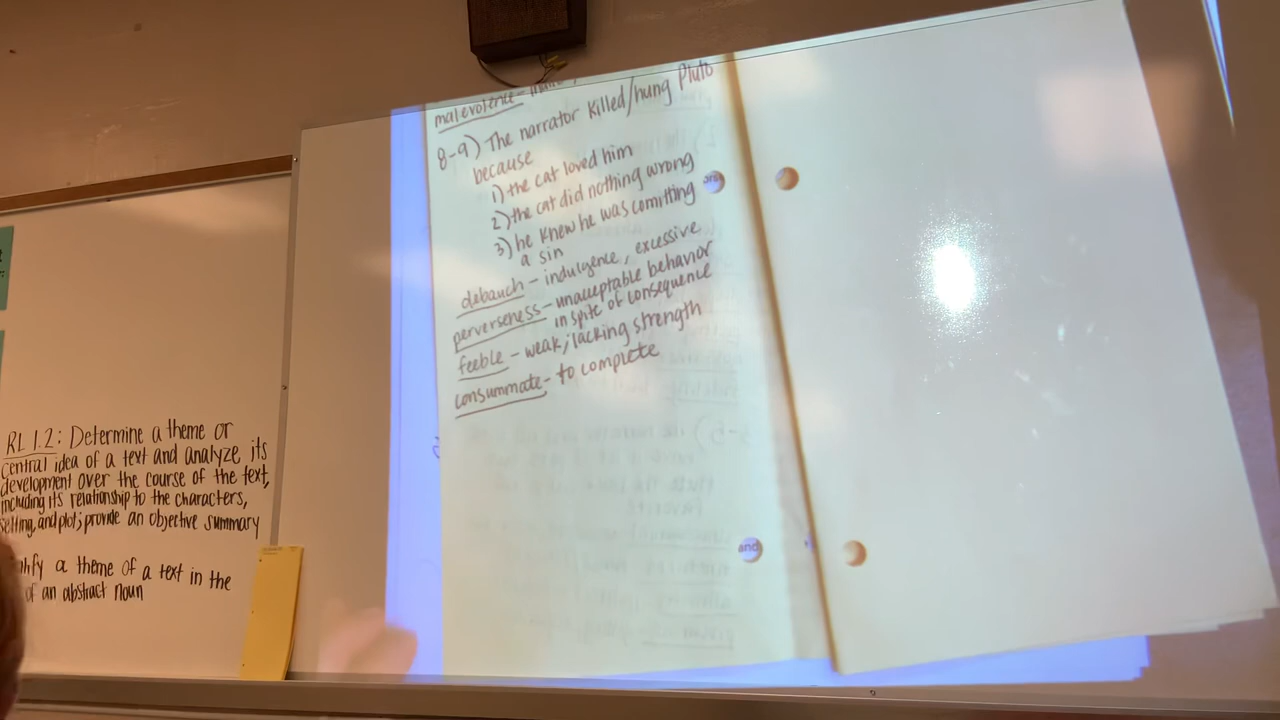 RL 1.2: Determine a theme or
central idea of a text and analyze its
development over the course of the text,
including its relationship to the characters,
setting, and plot; provide an objective summary
a theme of a text in the
of an abstract noun
malevolence-
8-9) The narrator killed/hung Pluto
because
1) the cat loved him
2) the cat did nothing wrong
3) he knew he was comitting
a sin
debauch - indulgence, excessive
perverseness - unacceptable behavior
in spite of consequence
feeble - weak; lacking strength
consummate - to complete
and